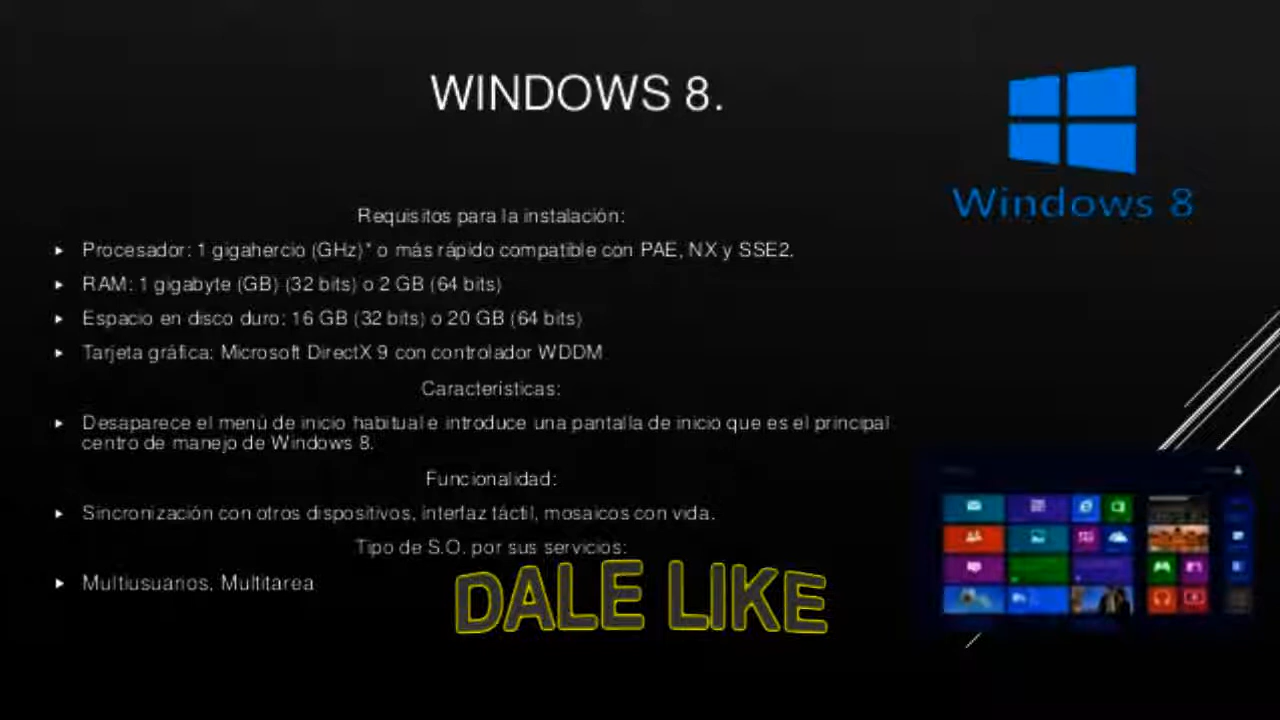 WINDOWS 8.
Windows 8
Requisitos para la instalación:
Procesador: 1 gigahercio (GHz)* o más rápido compatible con PAE, NX y SSE2.
RAM: 1 gigabyte (GB) (32 bits) o 2 GB (64 bits)
Espacio en disco duro: 16 GB (32 bits) o 20 GB (64 bits)
Tarjeta gráfica: Microsoft DirectX 9 con controlador WDDM
Características:
Desaparece el menú de inicio habitual e introduce una pantalla de inicio que es el principal
centro de manejo de Windows 8.
Funcionalidad:
Sincronización con otros dispositivos, interfaz táctil, mosaicos con vida.
Tipo de S.O. por sus servicios:
Multiusuarios, Multitarea
DALE LIKE